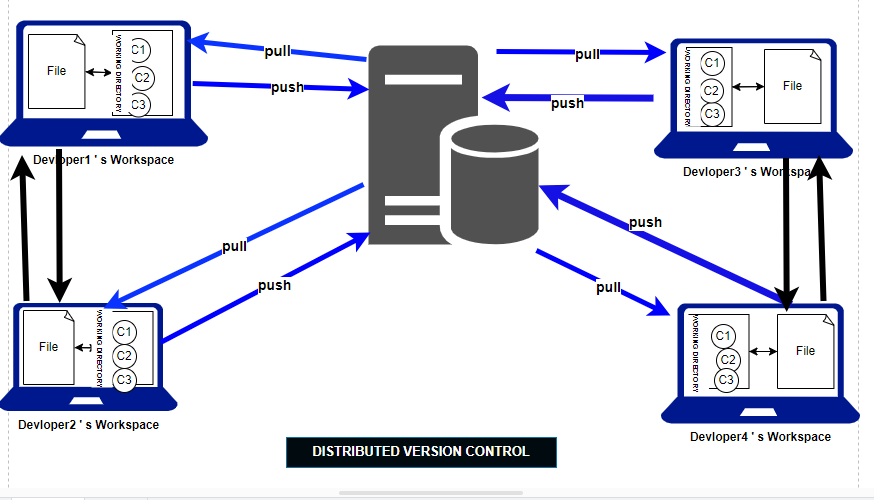 File
WORKING DIRECTORY
C1
C2
C3
Devloper1 ' s Workspace
pull
push
pull
push
WORKING DIRECTORY
C1
C2
C3
File
Devloper3 ' s Workspace
pull
push
push
pull
File
WORKING DIRECTORY
C1
C2
C3
Devloper2 ' s Workspace
WORKING DIRECTORY
C1
C2
C3
File
Devloper4 ' s Workspace
DISTRIBUTED VERSION CONTROL